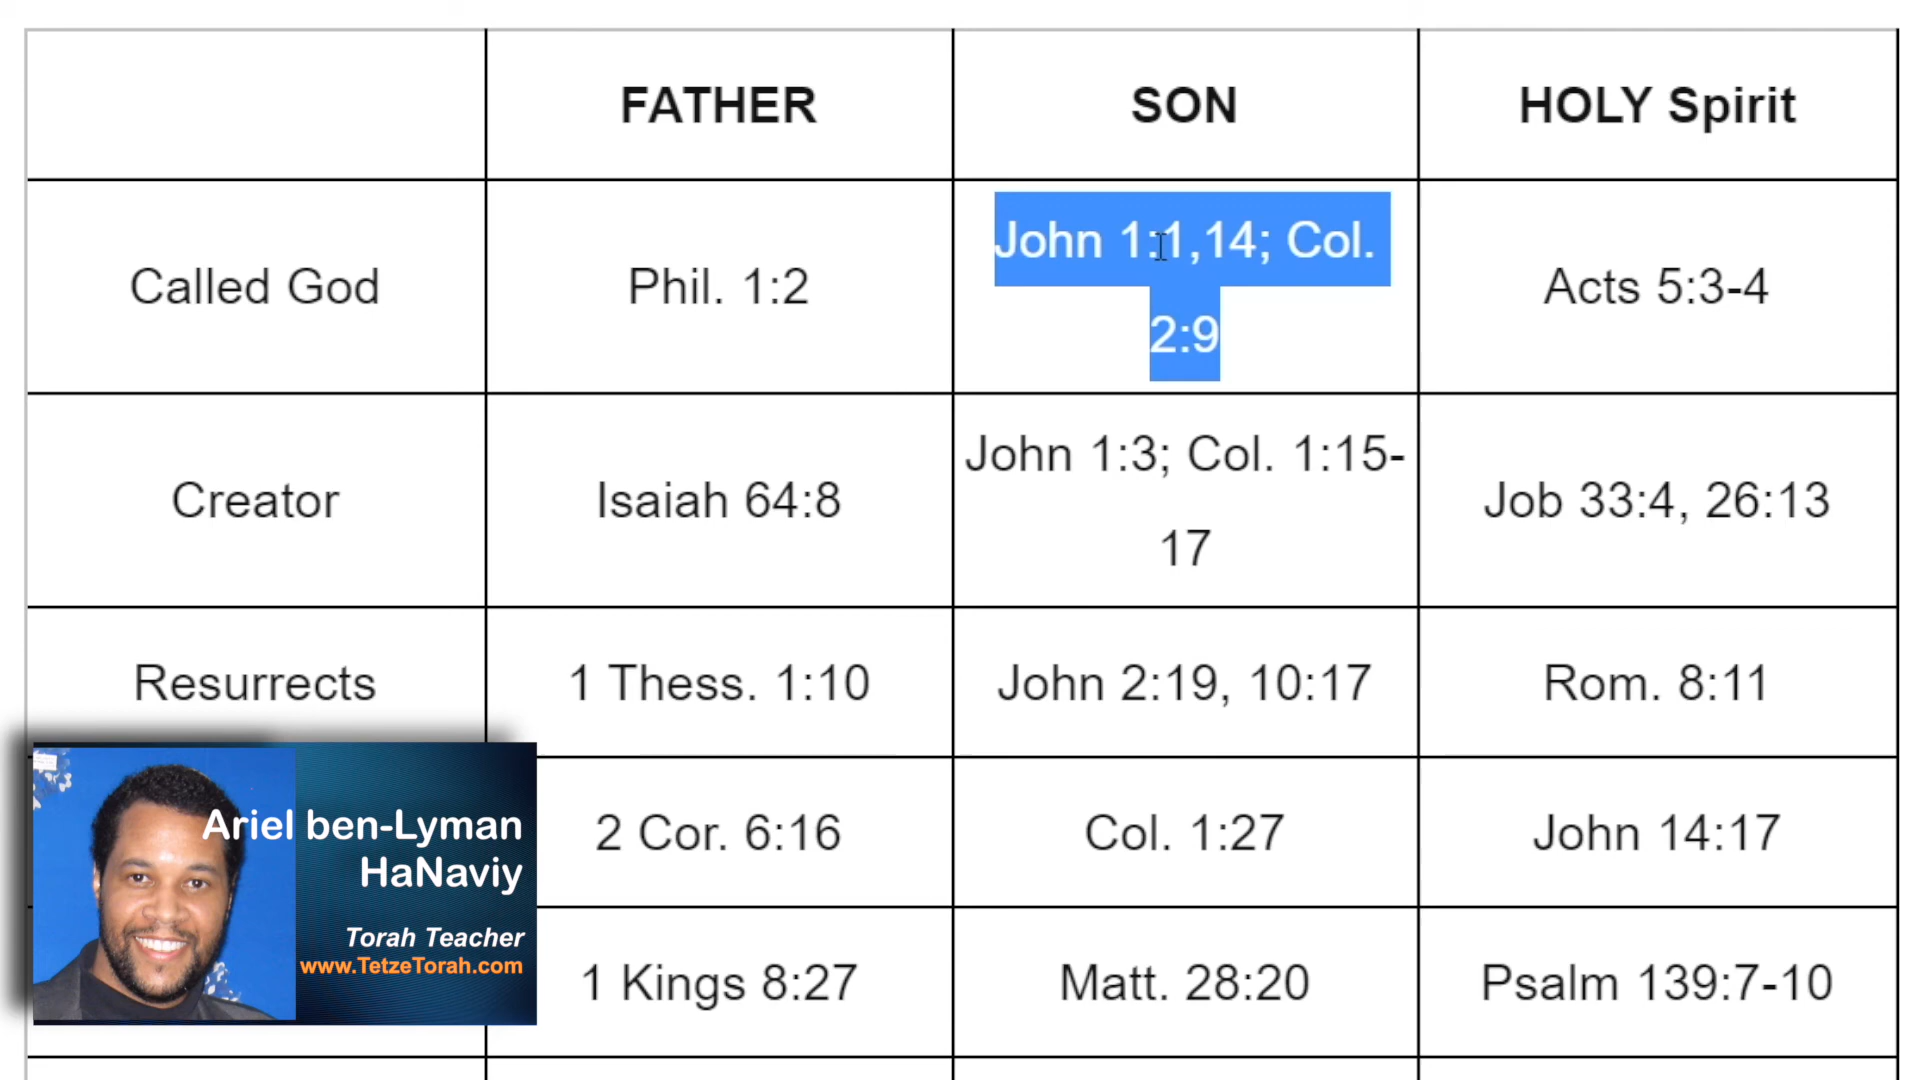 FATHER SON HOLY Spirit
Called God Phil. 1:2 John 1:1,14; Col.
2:9 Acts 5:3-4
Creator Isaiah 64:8 John 1:3; Col. 1:15-
17 Job 33:4, 26:13
Resurrects 1 Thess. 1:10 John 2:19, 10:17 Rom. 8:11
2 Cor. 6:16 Col. 1:27 John 14:17
1 Kings 8:27 Matt. 28:20 Psalm 139:7-10
Ariel ben-Lyman
HaNaviy
Torah Teacher
www.TetzeTorah.com